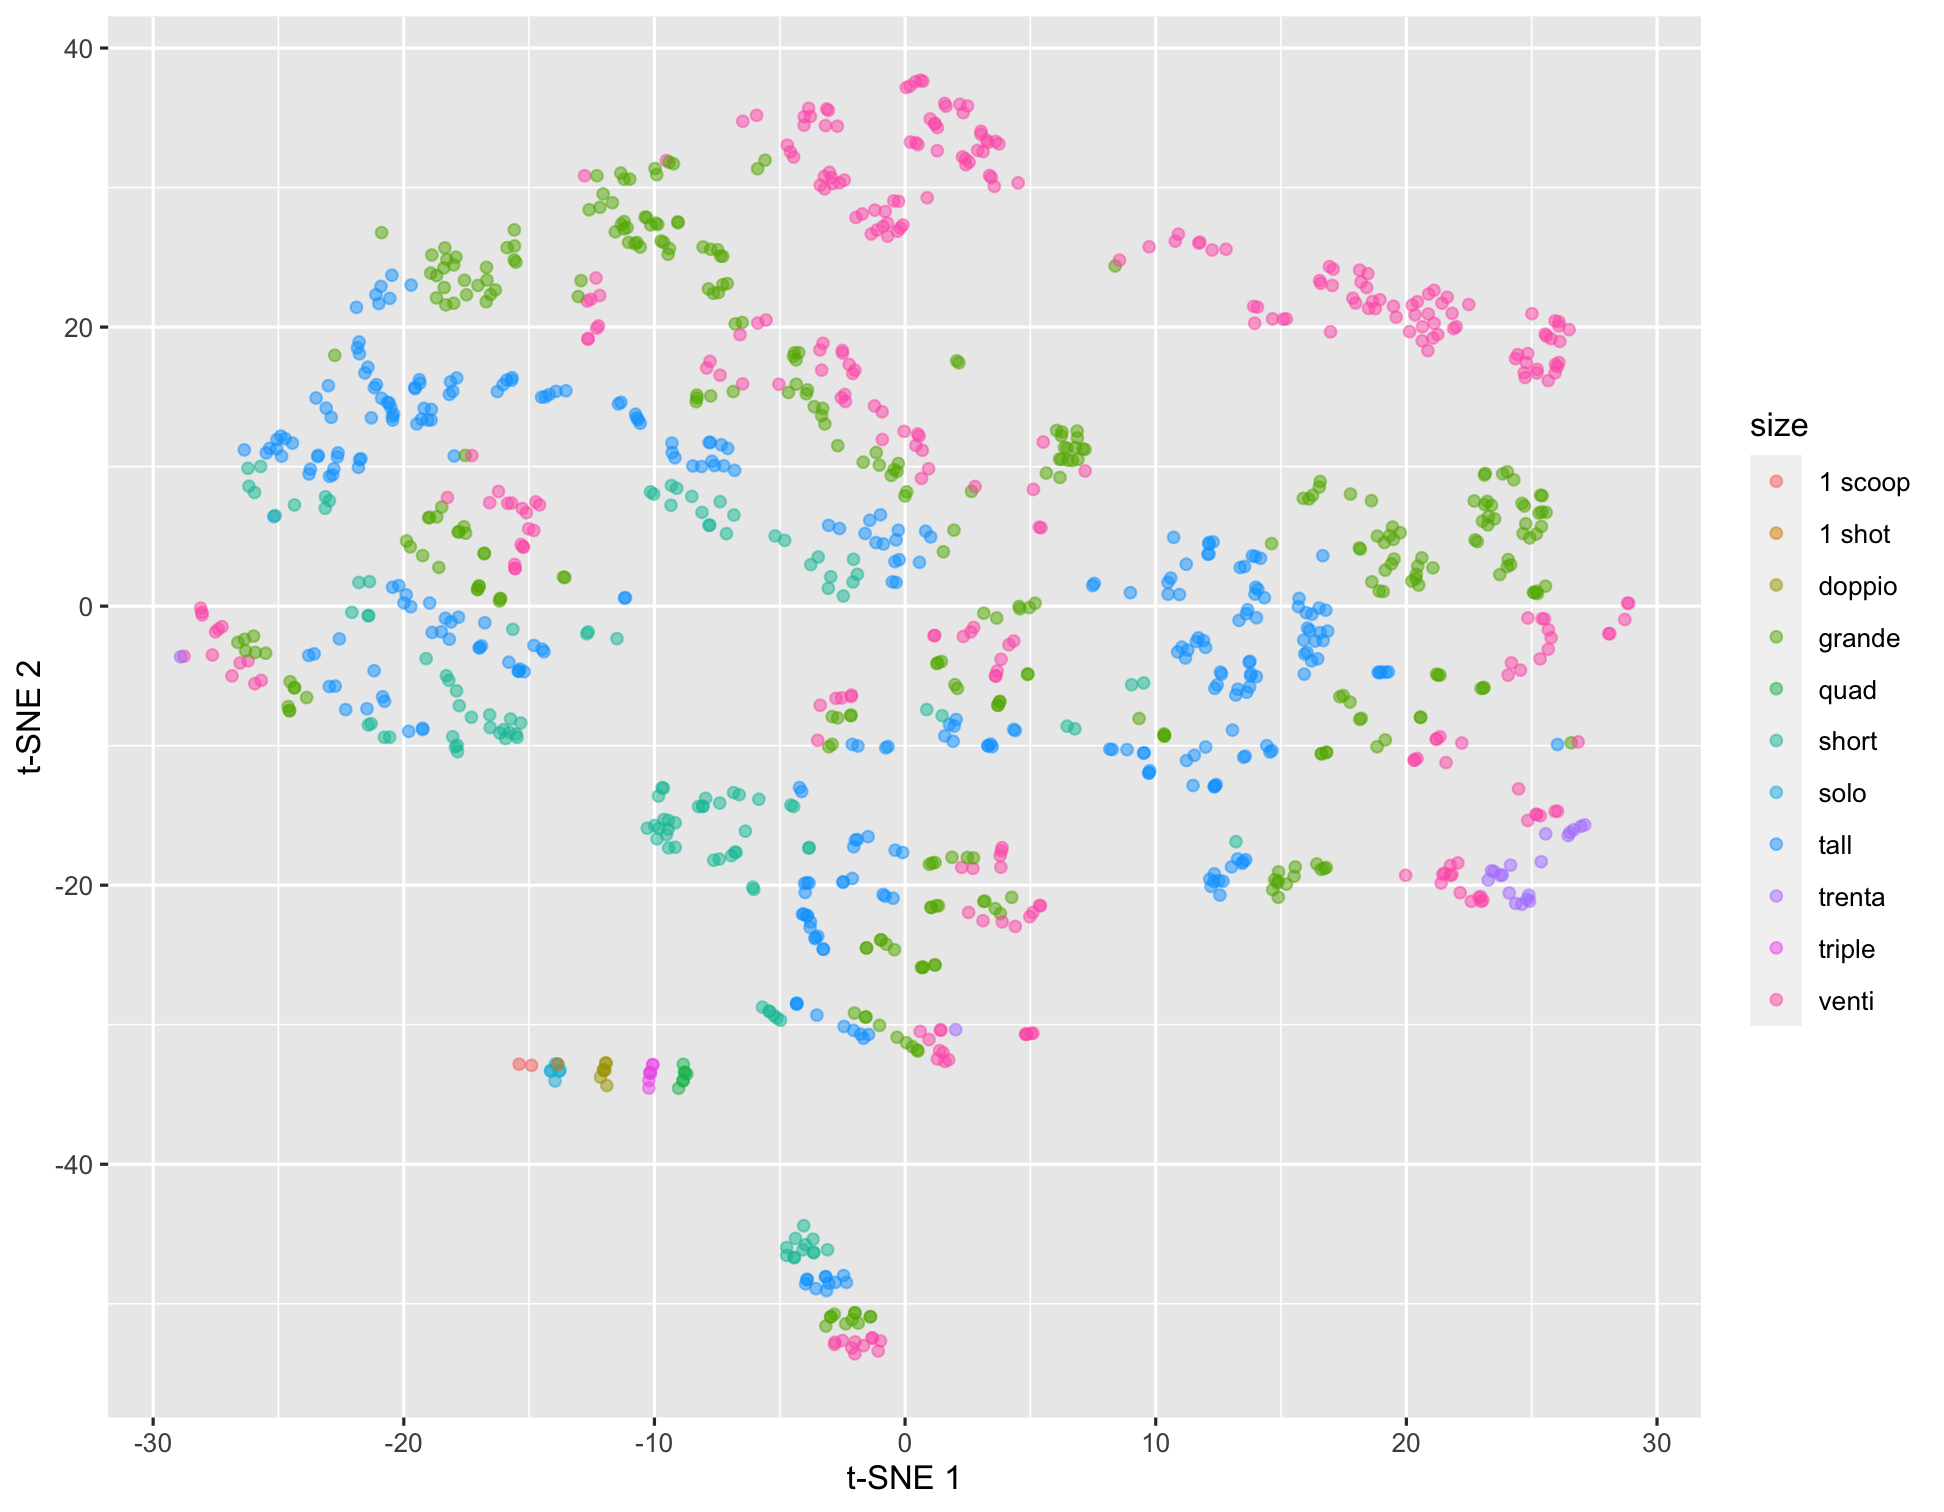 40
20
0
-20
-40
t-SNE 2
-30 -20 -10 0 10 20 30
t-SNE 1
size
1 scoop
1 shot
doppio
grande
quad
short
solo
tall
trenta
triple
venti